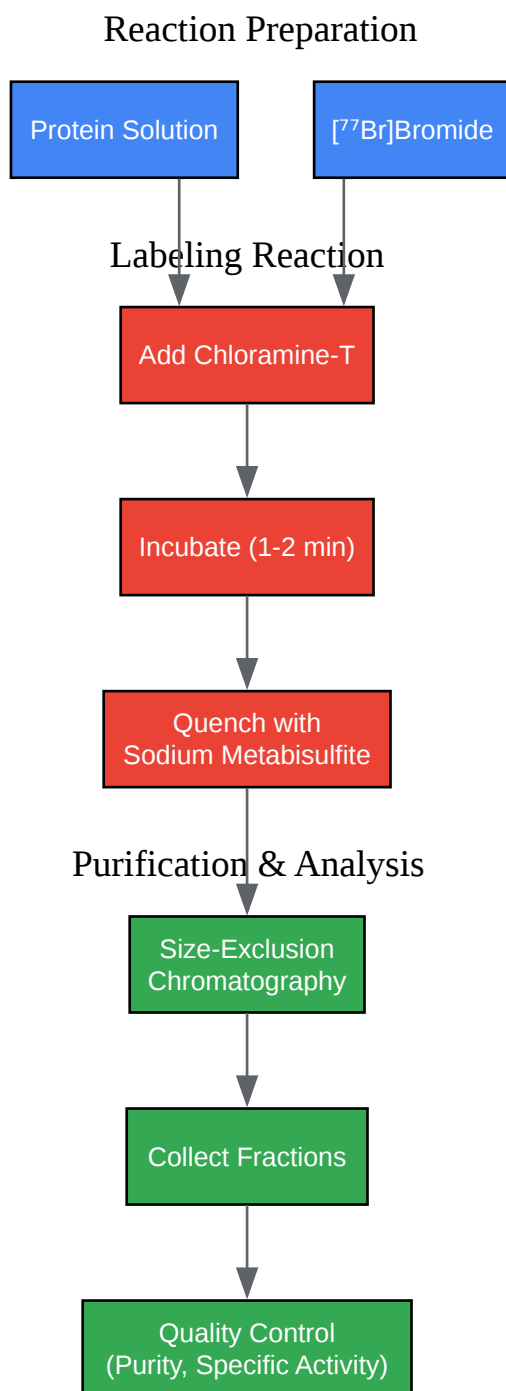 Reaction Preparation
Protein Solution
[⁷⁷Br]Bromide
Labeling Reaction
Add Chloramine-T
Incubate (1-2 min)
Quench with
Sodium Metabisulfite
Purification & Analysis
Size-Exclusion
Chromatography
Collect Fractions
Quality Control
(Purity, Specific Activity)